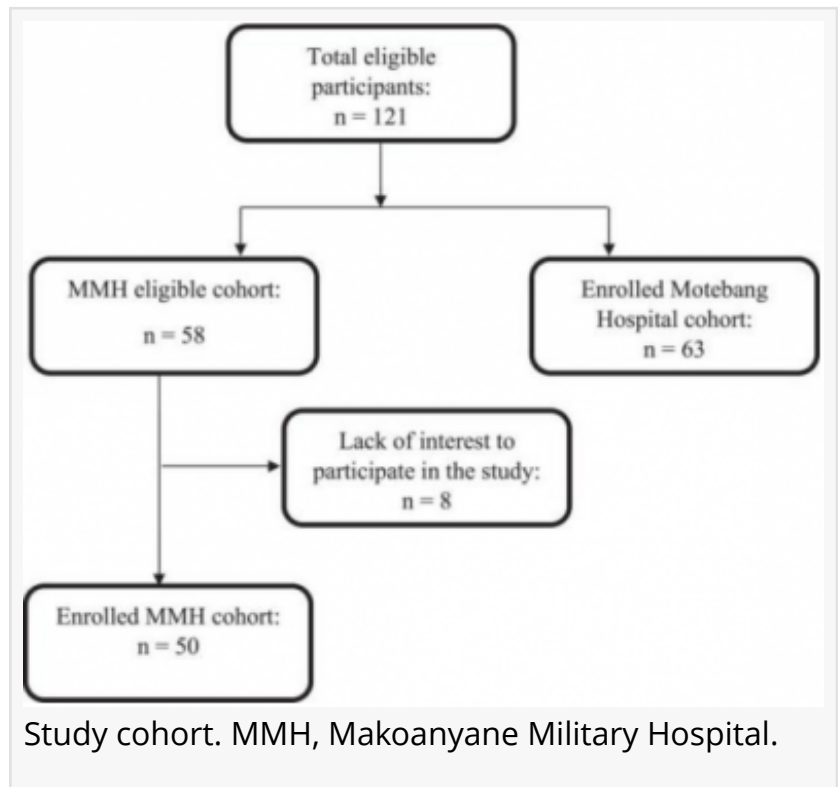 Total eligible
participants:
n = 121
MMH eligible cohort:
n = 58
Enrolled Motebang
Hospital cohort:
n = 63
Lack of interest to
participate in the study:
n = 8
Enrolled MMH cohort:
n = 50
Study cohort. MMH, Makoanyane Military Hospital.